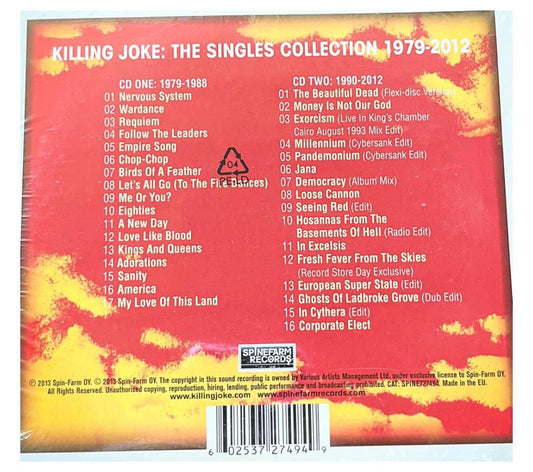 KILLING JOKE: THE SINGLES COLLECTION 1979-2012
CD ONE: 1979-1988
01 Nervous System
02 Wardance
03 Requiem
04 Follow The Leaders
05 Empire Song
06 Chop-Chop
07 Birds Of A Feather
08 Let's All Go (To The Fire Dances)
09 Me Or You?
10 Eighties
11 A New Day
12 Love Like Blood
13 Kings And Queens
14 Adorations
15 Sanity
16 America
17 My Love Of This Land
04
PE-LD
CD TWO: 1990-2012
01 The Beautiful Dead (Flexi-disc Version)
02 Money Is Not Our God
03 Exorcism (Live In King's Chamber
Cairo August 1993 Mix Edit)
04 Millennium (Cybersank Edit)
05 Pandemonium (Cybersank Edit)
06 Jana
07 Democracy (Album Mix)
08 Loose Cannon
09 Seeing Red (Edit)
10 Hosannas From The
Basements Of Hell (Radio Edit)
11 In Excelsis
12 Fresh Fever From The Skies
(Record Store Day Exclusive)
13 European Super State (Edit)
14 Ghosts Of Ladbroke Grove (Dub Edit)
15 In Cythera (Edit)
16 Corporate Elect
SPINEFARM
RECORDS
℗ 2013 Spin-Farm OY. © 2013 Spin-Farm OY. The copyright in this sound recording is owned by Various Artists Management Ltd. under exclusive license to Spin-Farm OY.
All Rights Reserved. Unauthorised copying, reproduction, hiring, lending, public performance and broadcasting prohibited. CAT: SPINE727494. Made in the EU.
www.killingjoke.com www.spinefarmrecords.com
6 02537 27494 9